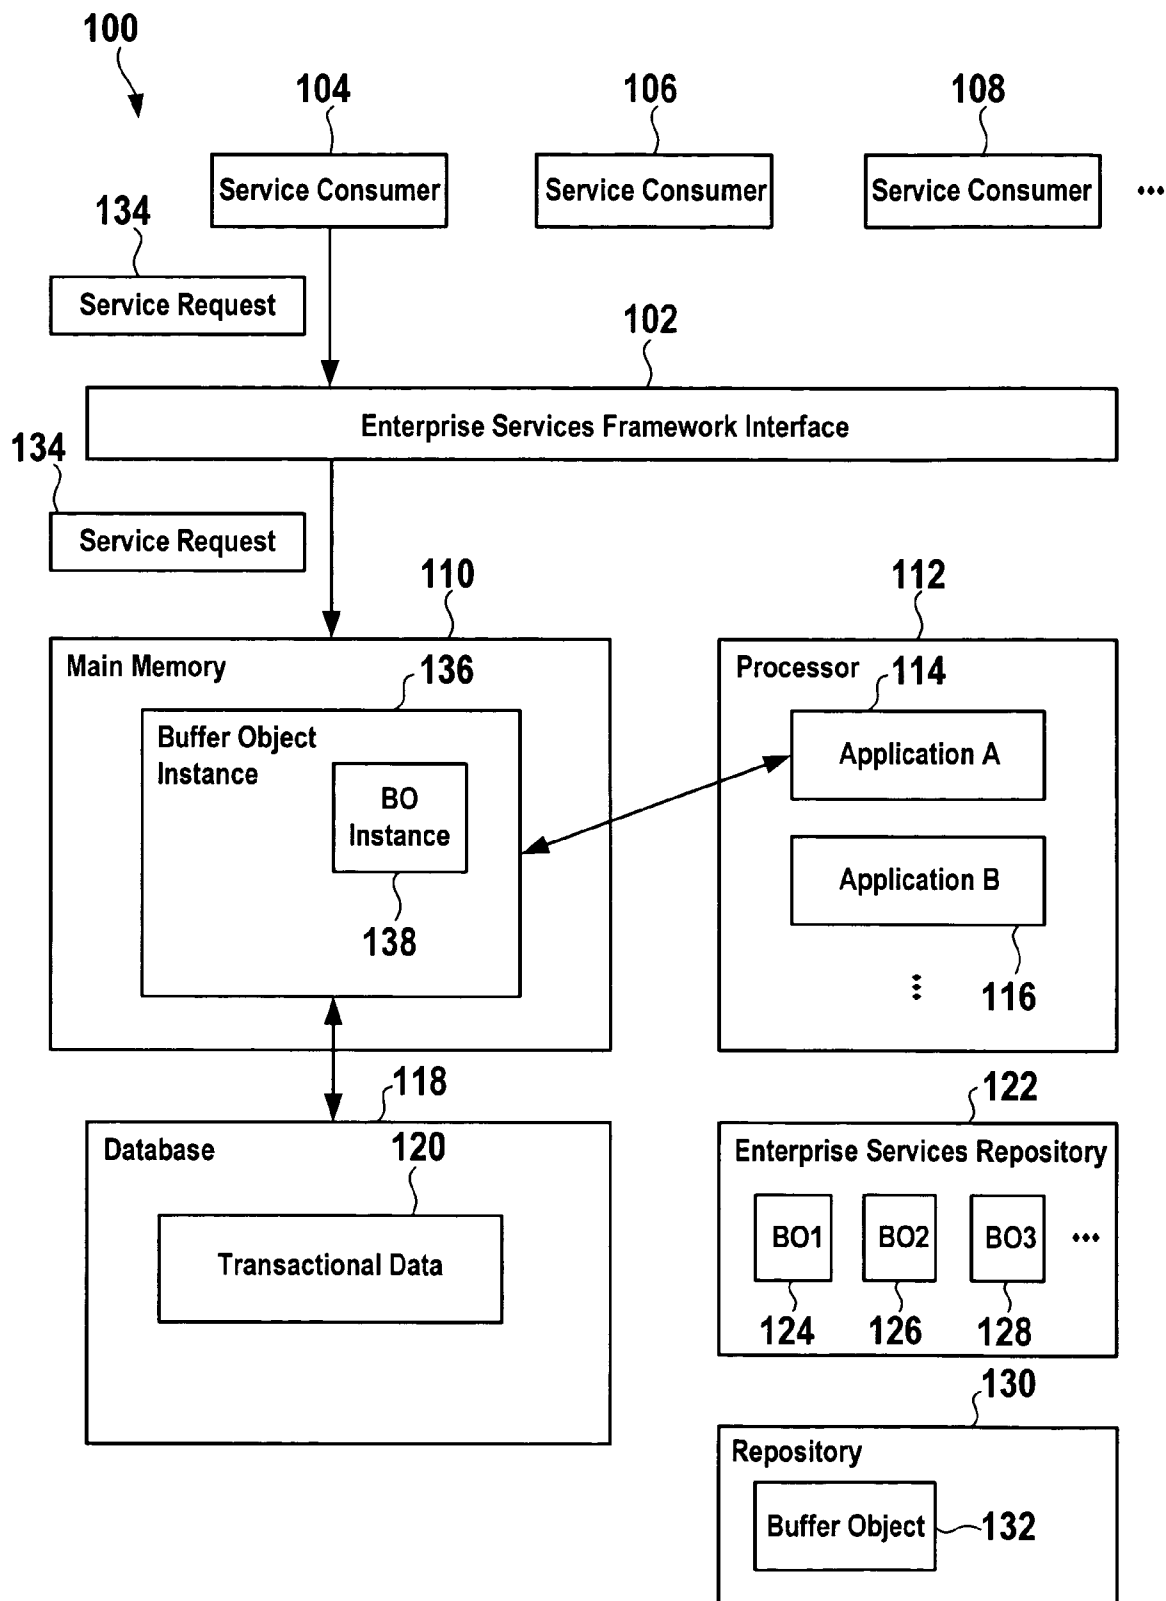 100
104
106
108
Service Consumer
Service Consumer
Service Consumer
•••
134
Service Request
102
Enterprise Services Framework Interface
134
Service Request
110
112
Main Memory
136
Processor
114
Buffer Object
Instance
Application A
BO
Instance
Application B
138
116
118
122
Database
120
Enterprise Services Repository
BO1
BO2
BO3
•••
Transactional Data
124
126
128
130
Repository
Buffer Object
132